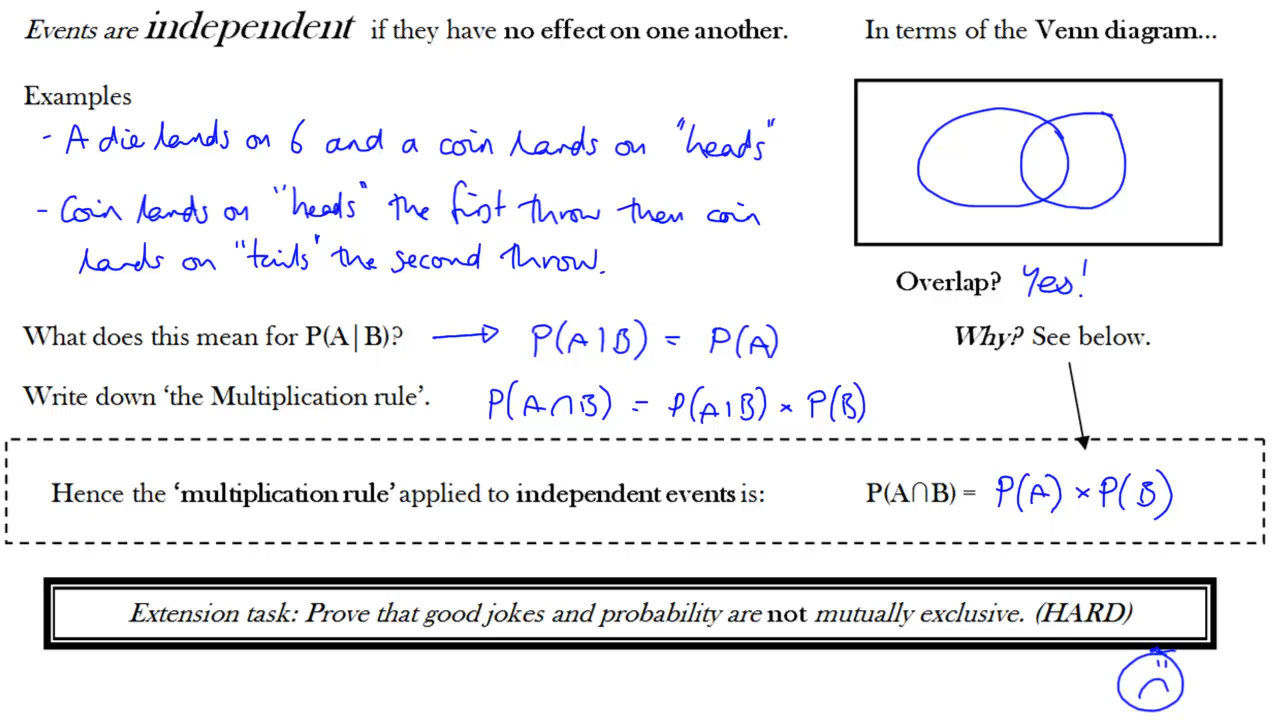 Events are independent if they have no effect on one another.
In terms of the Venn diagram...
Examples
- A die lands on 6 and a coin lands on "heads"
- Coin lands on "heads" the first throw then coin
lands on "tails" the second throw.
Overlap? Yes!
What does this mean for P(A|B)? → P(A|B) = P(A)
Why? See below.
Write down ‘the Multiplication rule’. P(A∩B) = P(A|B) × P(B)
Hence the ‘multiplication rule’ applied to independent events is: P(A∩B) = P(A) × P(B)
Extension task: Prove that good jokes and probability are not mutually exclusive. (HARD)